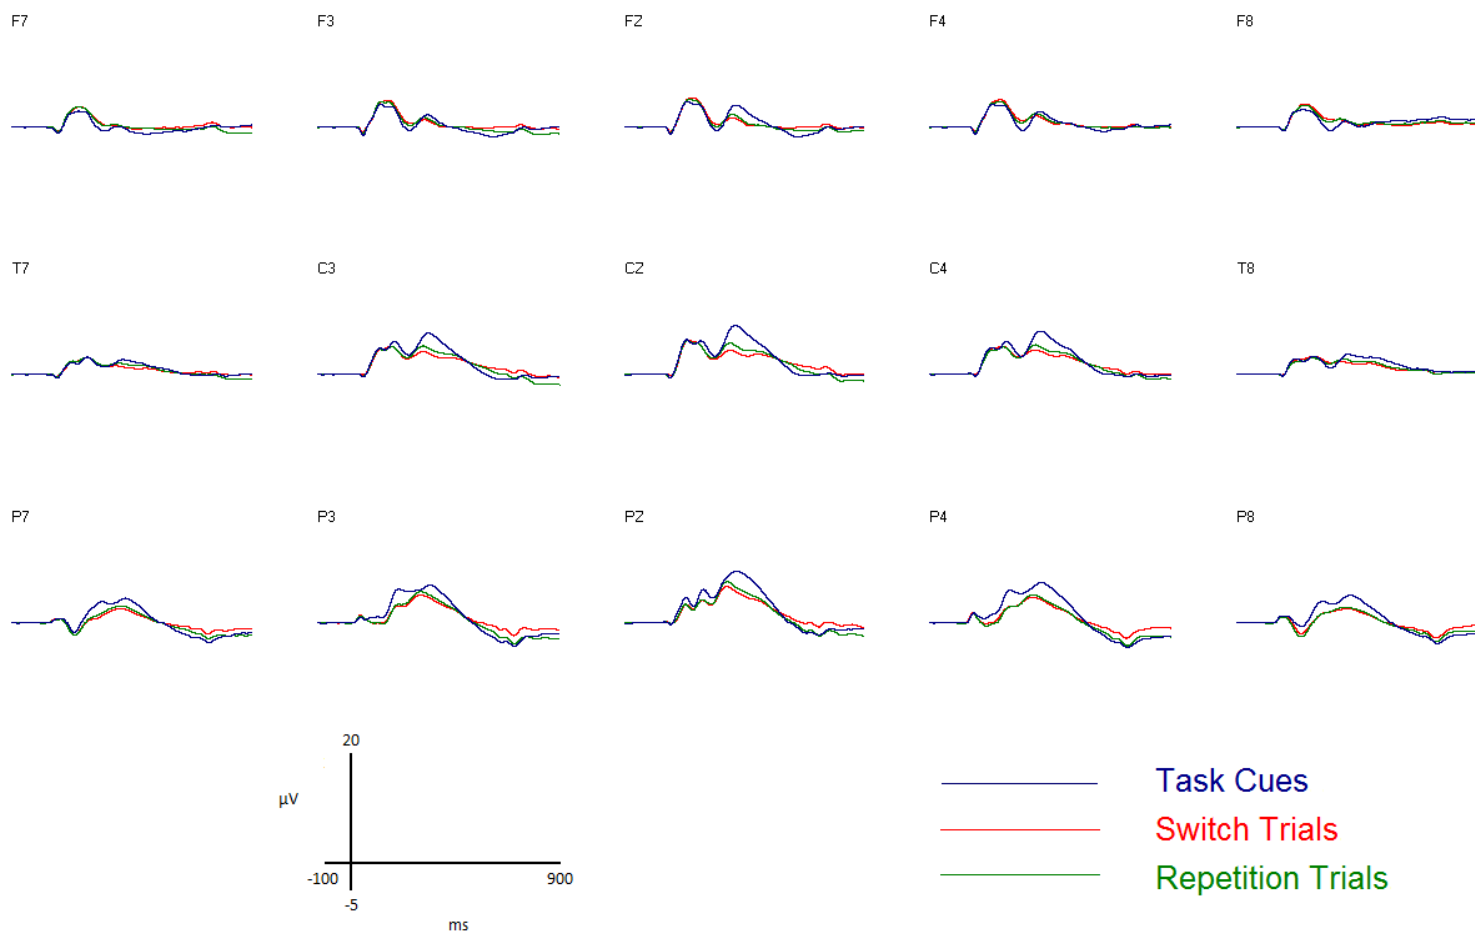 F7
F3
FZ
F4
F8
T7
C3
CZ
C4
T8
P7
P3
PZ
P4
P8
20
µV
-100
900
-5
ms
Task Cues
Switch Trials
Repetition Trials